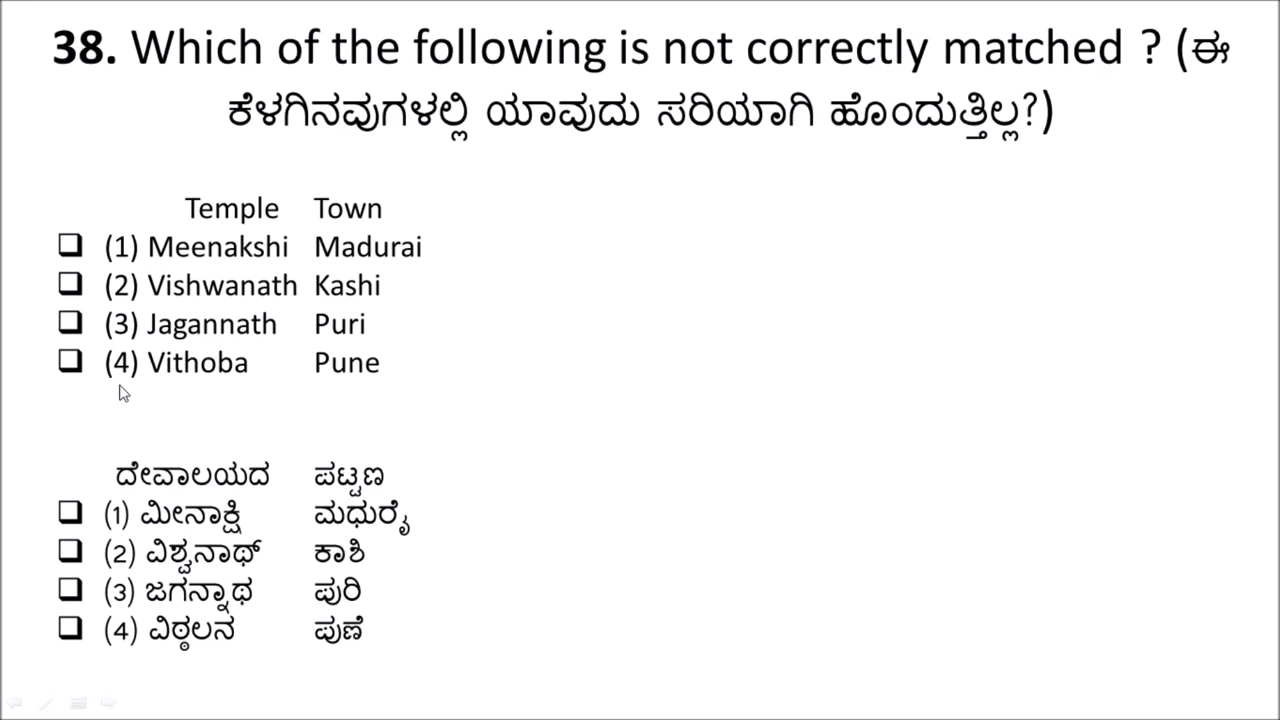 38. Which of the following is not correctly matched ? (ಈ
ಕೆಳಗಿನವುಗಳಲ್ಲಿ ಯಾವುದು ಸರಿಯಾಗಿ ಹೊಂದುತ್ತಿಲ್ಲ?)
Temple Town
(1) Meenakshi Madurai
(2) Vishwanath Kashi
(3) Jagannath Puri
(4) Vithoba Pune
ದೇವಾಲಯದ ಪಟ್ಟಣ
(1) ಮೀನಾಕ್ಷಿ ಮಧುರೈ
(2) ವಿಶ್ವನಾಥ್ ಕಾಶಿ
(3) ಜಗನ್ನಾಥ ಪುರಿ
(4) ವಿಠ್ಠಲನ ಪುಣೆ